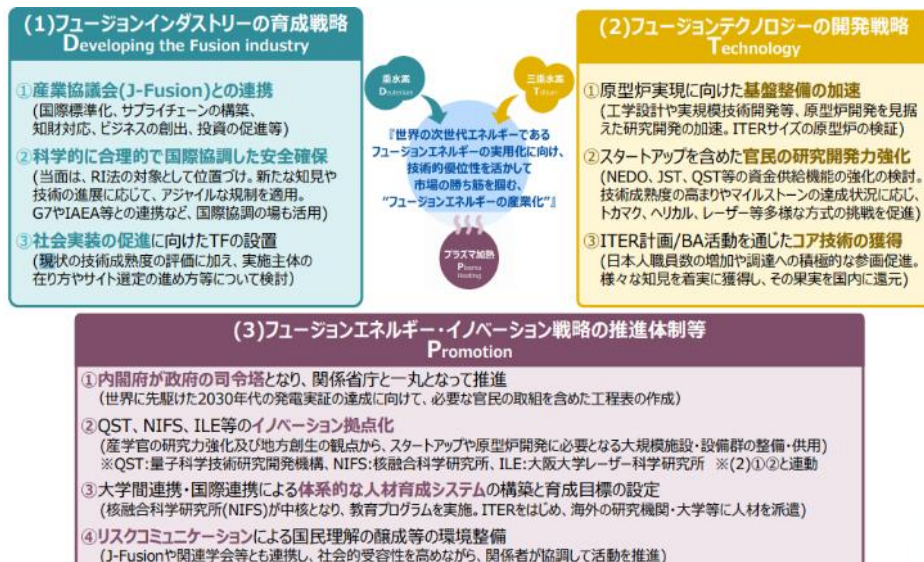 (1)フュージョンインダストリーの育成戦略
Developing the Fusion industry
①産業協議会(J-Fusion)との連携
(国際標準化、サプライチェーンの構築、
知財対応、ビジネスの創出、投資の促進等)
②科学的に合理的で国際協調した安全確保
(当面は、RI法の対象として位置づけ。新たな知見や
技術の進展に応じて、アジャイルな規制を適用。
G7やIAEA等との連携など、国際協調の場も活用)
③社会実装の促進に向けたTFの設置
(現状の技術成熟度の評価に加え、実施主体の
在り方やサイト選定の進め方等について検討)
重水素
Deuterium
三重水素
Tritium
『世界の次世代エネルギーである
フュージョンエネルギーの実用化に向け、
技術的優位性を活かして
市場の勝ち筋を掴む、
"フュージョンエネルギーの産業化"』
プラズマ加熱
Plasma
Heating
(2)フュージョンテクノロジーの開発戦略
Technology
①原型炉実現に向けた基盤整備の加速
(工学設計や実規模技術開発等、原型炉開発を見据
えた研究開発の加速。ITERサイズの原型炉の検証)
②スタートアップを含めた官民の研究開発力強化
(NEDO、JST、QST等の資金供給機能の強化の検討。
技術成熟度の高まりやマイルストーンの達成状況に応じ、
トカマク、ヘリカル、レーザー等多様な方式の挑戦を促進)
③ITER計画/BA活動を通じたコア技術の獲得
(日本人職員数の増加や調達への積極的な参画促進。
様々な知見を着実に獲得し、その果実を国内に還元)
(3)フュージョンエネルギー・イノベーション戦略の推進体制等
Promotion
①内閣府が政府の司令塔となり、関係省庁と一丸となって推進
(世界に先駆けた2030年代の発電実証の達成に向けて、必要な官民の取組を含めた工程表の作成)
②QST、NIFS、ILE等のイノベーション拠点化
(産学官の研究力強化及び地方創生の観点から、スタートアップや原型炉開発に必要となる大規模施設・設備群の整備・供用)
※QST:量子科学技術研究開発機構、NIFS:核融合科学研究所、ILE:大阪大学レーザー科学研究所 ※(2)①②と連動
③大学間連携・国際連携による体系的な人材育成システムの構築と育成目標の設定
(核融合科学研究所(NIFS)が中核となり、教育プログラムを実施。ITERをはじめ、海外の研究機関・大学等に人材を派遣)
④リスクコミュニケーションによる国民理解の醸成等の環境整備
(J-Fusionや関連学会等とも連携し、社会的受容性を高めながら、関係者が協調して活動を推進)